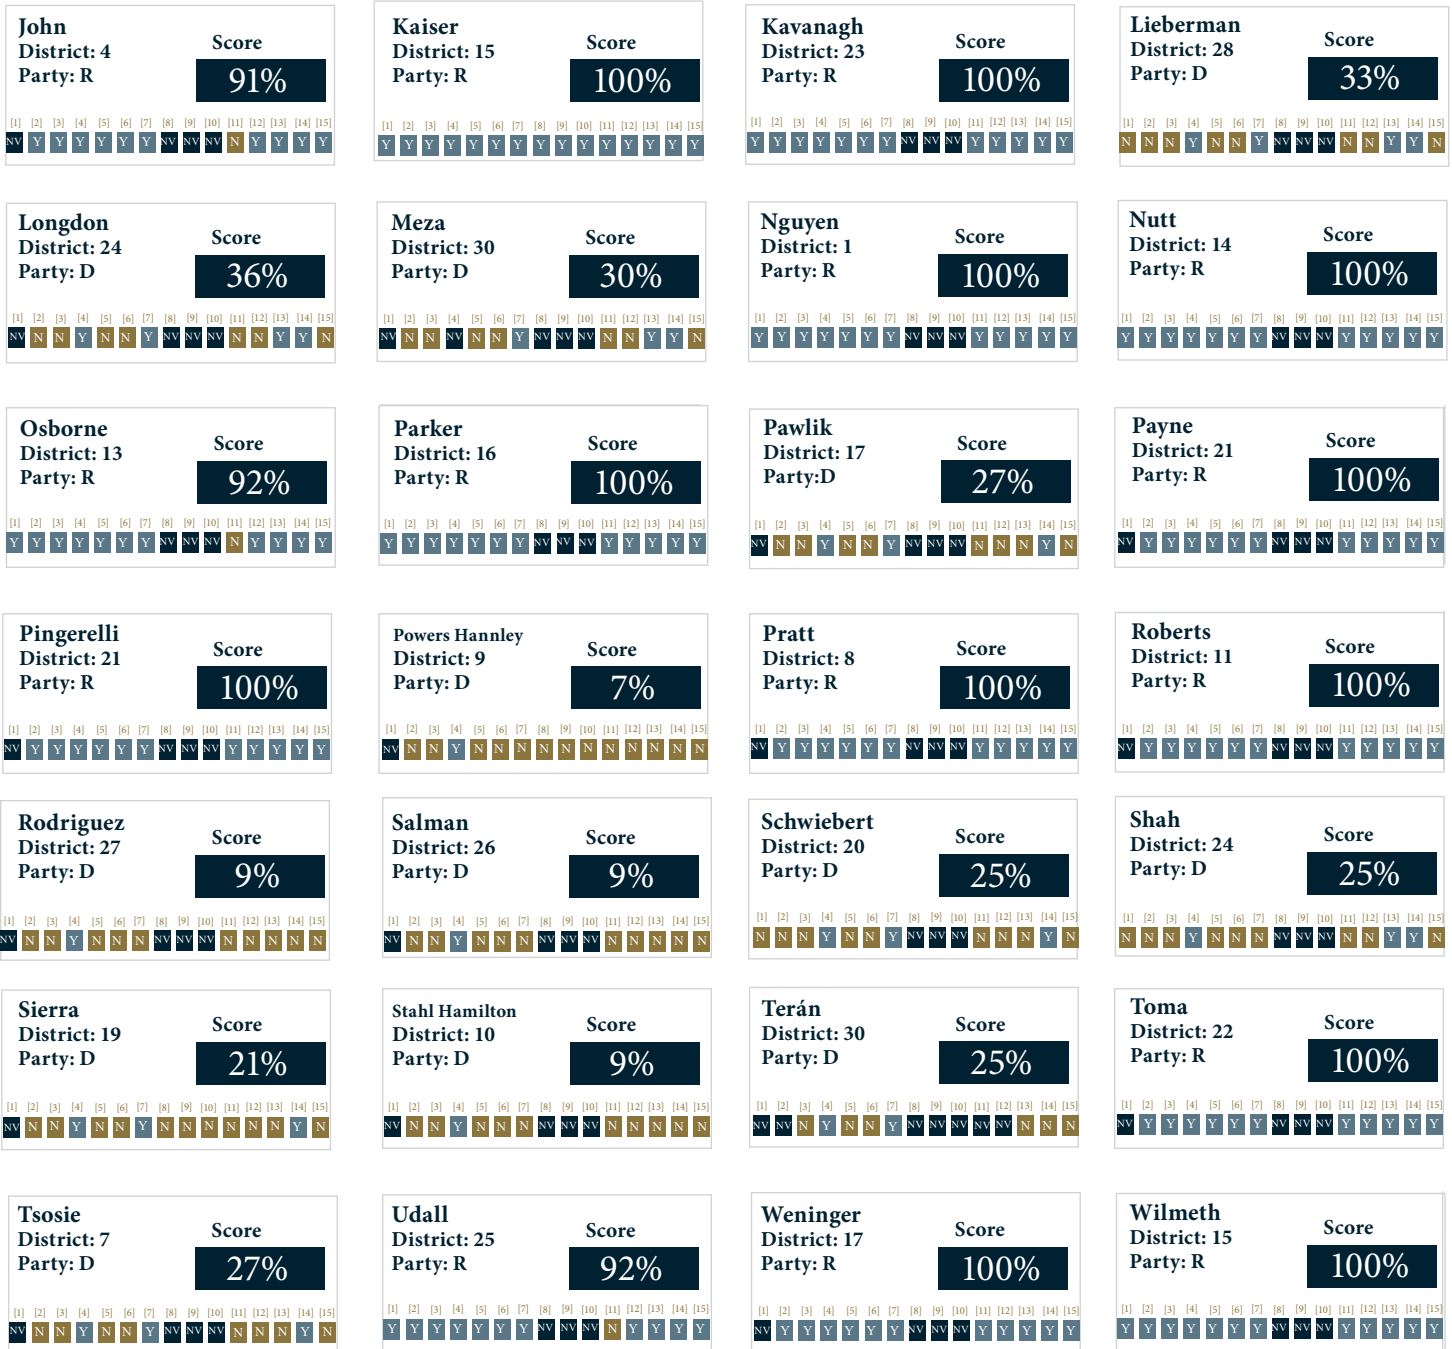 John
District: 4
Party: R
Score
91%
[1] [2] [3] [4] [5] [6] [7] [8] [9] [10] [11] [12] [13] [14] [15]
NV Y Y Y Y Y Y NV NV NV N Y Y Y Y
Kaiser
District: 15
Party: R
Score
100%
[1] [2] [3] [4] [5] [6] [7] [8] [9] [10] [11] [12] [13] [14] [15]
Y Y Y Y Y Y Y Y Y Y Y Y Y Y Y
Kavanagh
District: 23
Party: R
Score
100%
[1] [2] [3] [4] [5] [6] [7] [8] [9] [10] [11] [12] [13] [14] [15]
Y Y Y Y Y Y Y NV NV NV Y Y Y Y Y
Lieberman
District: 28
Party: D
Score
33%
[1] [2] [3] [4] [5] [6] [7] [8] [9] [10] [11] [12] [13] [14] [15]
N N N Y N N Y NV NV NV N N Y Y N
Longdon
District: 24
Party: D
Score
36%
[1] [2] [3] [4] [5] [6] [7] [8] [9] [10] [11] [12] [13] [14] [15]
NV N N Y N N Y NV NV NV N N Y Y N
Meza
District: 30
Party: D
Score
30%
[1] [2] [3] [4] [5] [6] [7] [8] [9] [10] [11] [12] [13] [14] [15]
NV N N NV N N Y NV NV NV N N Y Y N
Nguyen
District: 1
Party: R
Score
100%
[1] [2] [3] [4] [5] [6] [7] [8] [9] [10] [11] [12] [13] [14] [15]
Y Y Y Y Y Y Y NV NV NV Y Y Y Y Y
Nutt
District: 14
Party: R
Score
100%
[1] [2] [3] [4] [5] [6] [7] [8] [9] [10] [11] [12] [13] [14] [15]
Y Y Y Y Y Y Y NV NV NV Y Y Y Y Y
Osborne
District: 13
Party: R
Score
92%
[1] [2] [3] [4] [5] [6] [7] [8] [9] [10] [11] [12] [13] [14] [15]
Y Y Y Y Y Y Y NV NV NV N Y Y Y Y
Parker
District: 16
Party: R
Score
100%
[1] [2] [3] [4] [5] [6] [7] [8] [9] [10] [11] [12] [13] [14] [15]
Y Y Y Y Y Y Y NV NV NV Y Y Y Y Y
Pawlik
District: 17
Party:D
Score
27%
[1] [2] [3] [4] [5] [6] [7] [8] [9] [10] [11] [12] [13] [14] [15]
NV N N Y N N Y NV NV NV N N N Y N
Payne
District: 21
Party: R
Score
100%
[1] [2] [3] [4] [5] [6] [7] [8] [9] [10] [11] [12] [13] [14] [15]
NV Y Y Y Y Y Y NV NV NV Y Y Y Y Y
Pingerelli
District: 21
Party: R
Score
100%
[1] [2] [3] [4] [5] [6] [7] [8] [9] [10] [11] [12] [13] [14] [15]
NV Y Y Y Y Y Y NV NV NV Y Y Y Y Y
Powers Hannley
District: 9
Party: D
Score
7%
[1] [2] [3] [4] [5] [6] [7] [8] [9] [10] [11] [12] [13] [14] [15]
NV N N Y N N N N N N N N N N N
Pratt
District: 8
Party: R
Score
100%
[1] [2] [3] [4] [5] [6] [7] [8] [9] [10] [11] [12] [13] [14] [15]
NV Y Y Y Y Y Y NV NV NV Y Y Y Y Y
Roberts
District: 11
Party: R
Score
100%
[1] [2] [3] [4] [5] [6] [7] [8] [9] [10] [11] [12] [13] [14] [15]
NV Y Y Y Y Y Y NV NV NV Y Y Y Y Y
Rodriguez
District: 27
Party: D
Score
9%
[1] [2] [3] [4] [5] [6] [7] [8] [9] [10] [11] [12] [13] [14] [15]
NV N N Y N N N NV NV NV N N N N N
Salman
District: 26
Party: D
Score
9%
[1] [2] [3] [4] [5] [6] [7] [8] [9] [10] [11] [12] [13] [14] [15]
NV N N Y N N N NV NV NV N N N N N
Schwiebert
District: 20
Party: D
Score
25%
[1] [2] [3] [4] [5] [6] [7] [8] [9] [10] [11] [12] [13] [14] [15]
N N N Y N N Y NV NV NV N N N Y N
Shah
District: 24
Party: D
Score
25%
[1] [2] [3] [4] [5] [6] [7] [8] [9] [10] [11] [12] [13] [14] [15]
N N N Y N N N NV NV NV N N Y Y N
Sierra
District: 19
Party: D
Score
21%
[1] [2] [3] [4] [5] [6] [7] [8] [9] [10] [11] [12] [13] [14] [15]
NV N N Y N N Y N N N N N N Y N
Stahl Hamilton
District: 10
Party: D
Score
9%
[1] [2] [3] [4] [5] [6] [7] [8] [9] [10] [11] [12] [13] [14] [15]
NV N N Y N N N NV NV NV N N N N N
Terán
District: 30
Party: D
Score
25%
[1] [2] [3] [4] [5] [6] [7] [8] [9] [10] [11] [12] [13] [14] [15]
NV NV N Y N N Y NV NV NV NV NV N N N
Toma
District: 22
Party: R
Score
100%
[1] [2] [3] [4] [5] [6] [7] [8] [9] [10] [11] [12] [13] [14] [15]
NV Y Y Y Y Y Y NV NV NV Y Y Y Y Y
Tsosie
District: 7
Party: D
Score
27%
[1] [2] [3] [4] [5] [6] [7] [8] [9] [10] [11] [12] [13] [14] [15]
NV N N Y N N Y NV NV NV N N N Y N
Udall
District: 25
Party: R
Score
92%
[1] [2] [3] [4] [5] [6] [7] [8] [9] [10] [11] [12] [13] [14] [15]
Y Y Y Y Y Y Y NV NV NV N Y Y Y Y
Weninger
District: 17
Party: R
Score
100%
[1] [2] [3] [4] [5] [6] [7] [8] [9] [10] [11] [12] [13] [14] [15]
NV Y Y Y Y Y Y NV NV NV Y Y Y Y Y
Wilmeth
District: 15
Party: R
Score
100%
[1] [2] [3] [4] [5] [6] [7] [8] [9] [10] [11] [12] [13] [14] [15]
Y Y Y Y Y Y Y NV NV NV Y Y Y Y Y